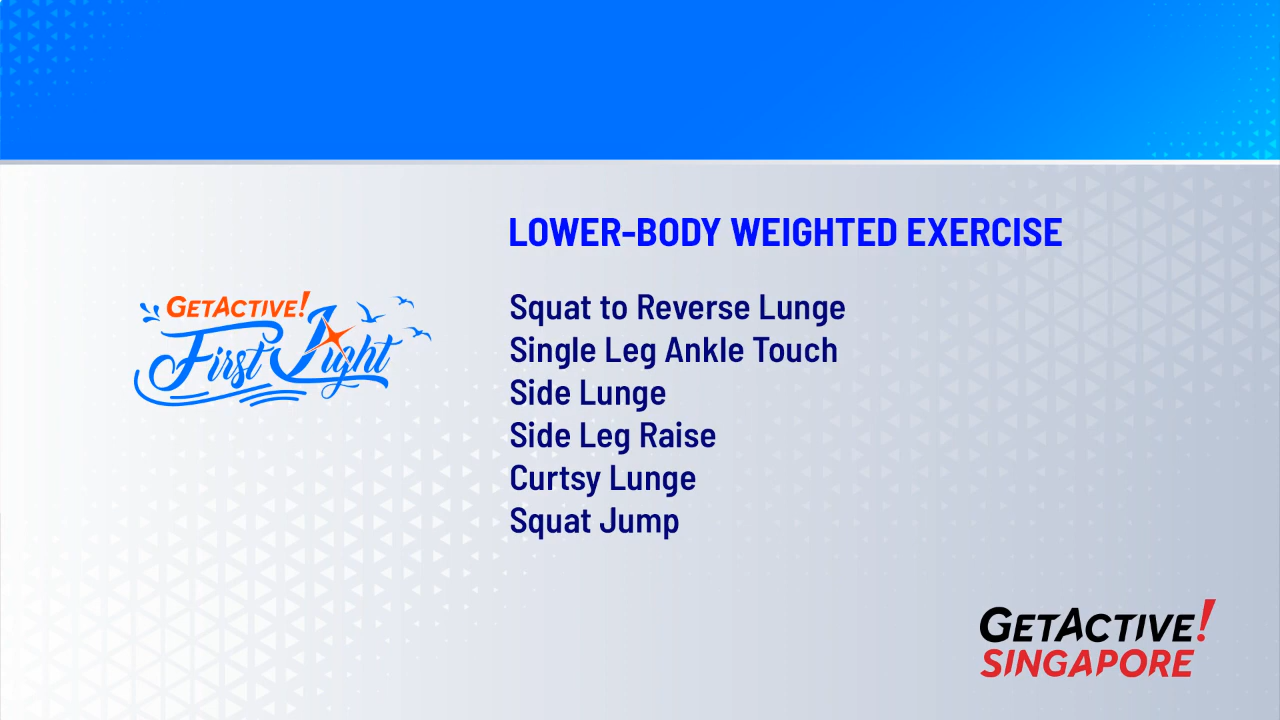 LOWER-BODY WEIGHTED EXERCISE
GETACTIVE!
First Light
Squat to Reverse Lunge
Single Leg Ankle Touch
Side Lunge
Side Leg Raise
Curtsy Lunge
Squat Jump
GETACTIVE!
SINGAPORE